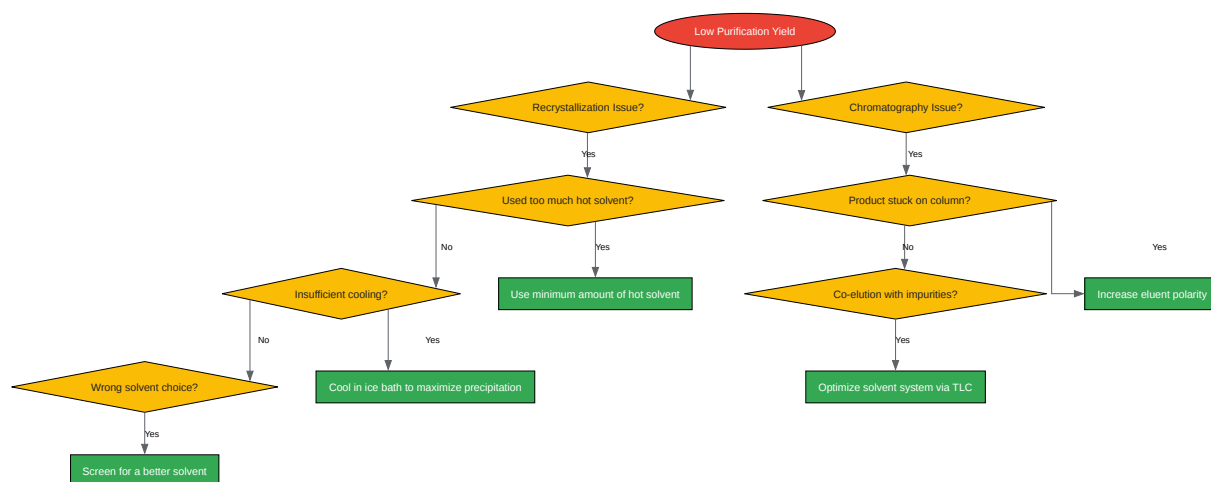 Low Purification Yield
Recrystallization Issue?
Chromatography Issue?
Yes
Yes
Used too much hot solvent?
Product stuck on column?
No
Yes
No
Yes
Insufficient cooling?
Use minimum amount of hot solvent
Co-elution with impurities?
Increase eluent polarity
No
Yes
Yes
Wrong solvent choice?
Cool in ice bath to maximize precipitation
Optimize solvent system via TLC
Yes
Screen for a better solvent